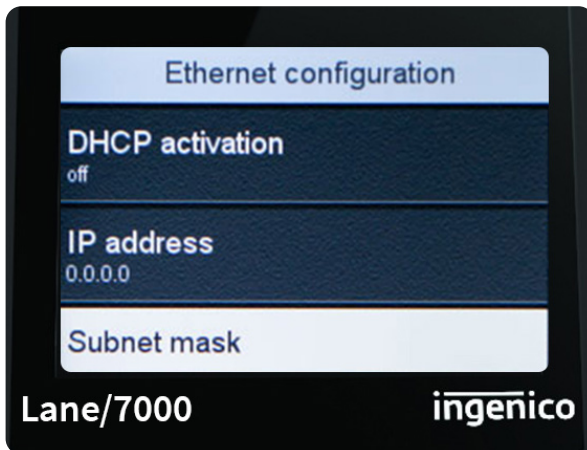 Ethernet configuration
DHCP activation
off
IP address
0.0.0.0
Subnet mask
Lane/7000
ingenico